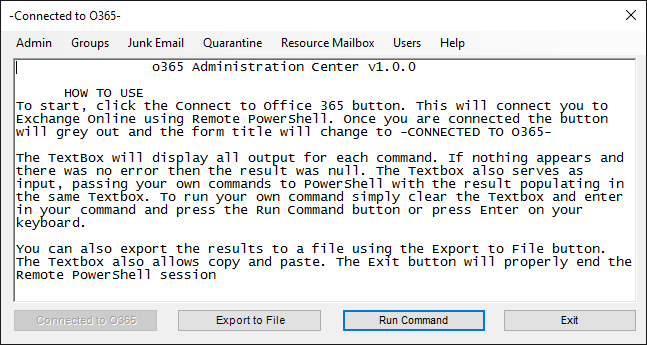 -Connected to O365-
Admin Groups Junk Email Quarantine Resource Mailbox Users Help
o365 Administration Center v1.0.0
HOW TO USE
To start, click the Connect to Office 365 button. This will connect you to
Exchange Online using Remote PowerShell. Once you are connected the button
will grey out and the form title will change to -CONNECTED TO O365-
The TextBox will display all output for each command. If nothing appears and
there was no error then the result was null. The Textbox also serves as
input, passing your own commands to PowerShell with the result populating in
the same Textbox. To run your own command simply clear the Textbox and enter
in your command and press the Run Command button or press Enter on your
keyboard.
You can also export the results to a file using the Export to File button.
The Textbox also allows copy and paste. The Exit button will properly end the
Remote PowerShell session
Connected to O365 Export to File Run Command Exit